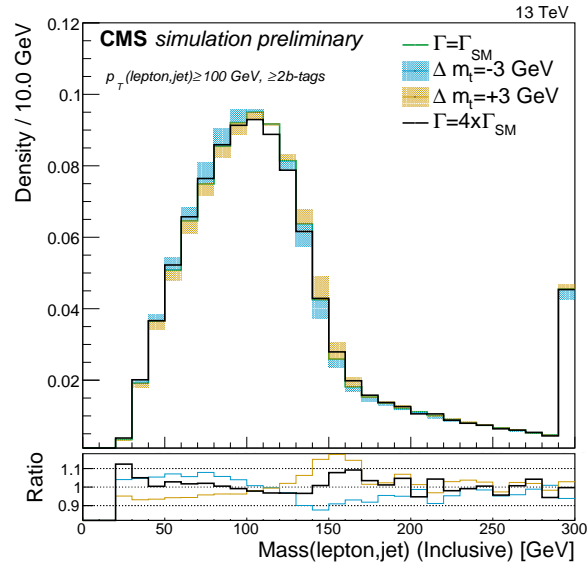 13 TeV
CMS simulation preliminary
p_T(lepton,jet)≥100 GeV, ≥2b-tags
Γ=Γ_SM
Δ m_t=-3 GeV
Δ m_t=+3 GeV
Γ=4xΓ_SM
Density / 10.0 GeV
0.12
0.1
0.08
0.06
0.04
0.02
Ratio
1.1
1.0
0.9
0 50 100 150 200 250 300
Mass(lepton,jet) (Inclusive) [GeV]